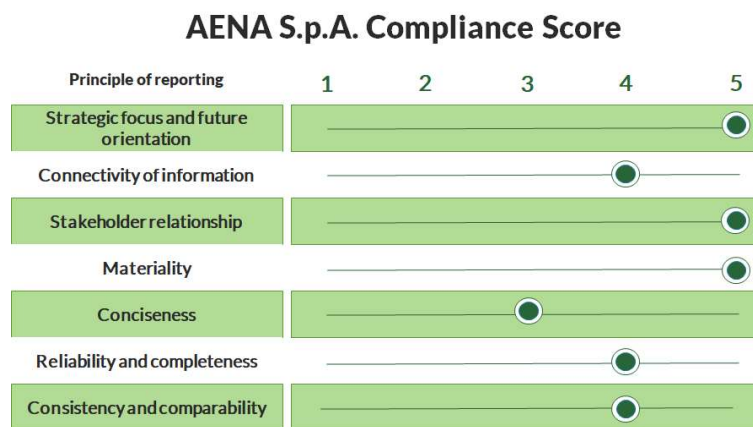 AENA S.p.A. Compliance Score
Principle of reporting 1 2 3 4 5
Strategic focus and future
orientation
Connectivity of information
Stakeholder relationship
Materiality
Conciseness
Reliability and completeness
Consistency and comparability